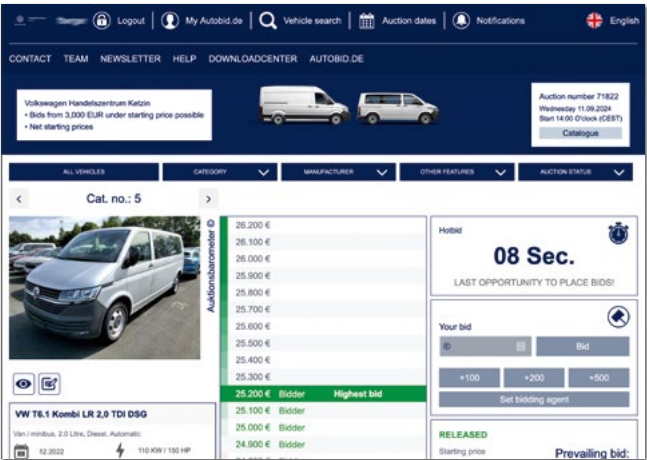 Logout
My Autobid.de
Vehicle search
Auction dates
Notifications
English
CONTACT TEAM NEWSLETTER HELP DOWNLOADCENTER AUTOBID.DE
Volkswagen Handelszentrum Ketzin
• Bids from 3,000 EUR under starting price possible
• Net starting prices
Auction number 71822
Wednesday 11.09.2024
Start 14:00 O'clock (CEST)
Catalogue
ALL VEHICLES
CATEGORY
MANUFACTURER
OTHER FEATURES
AUCTION STATUS
< Cat. no.: 5 >
Auktionsbarometer ©
26.200 €
26.100 €
26.000 €
25.900 €
25.800 €
25.700 €
25.600 €
25.500 €
25.400 €
25.300 €
25.200 € Bidder Highest bid
25.100 € Bidder
25.000 € Bidder
24.900 € Bidder
Hotbid
08 Sec.
LAST OPPORTUNITY TO PLACE BIDS!
Your bid
Bid
+100 +200 +500
Set bidding agent
RELEASED
Starting price
Prevailing bid:
VW T6.1 Kombi LR 2,0 TDI DSG
Van / minibus, 2.0 Litre, Diesel, Automatic
12.2022
110 KW / 150 HP